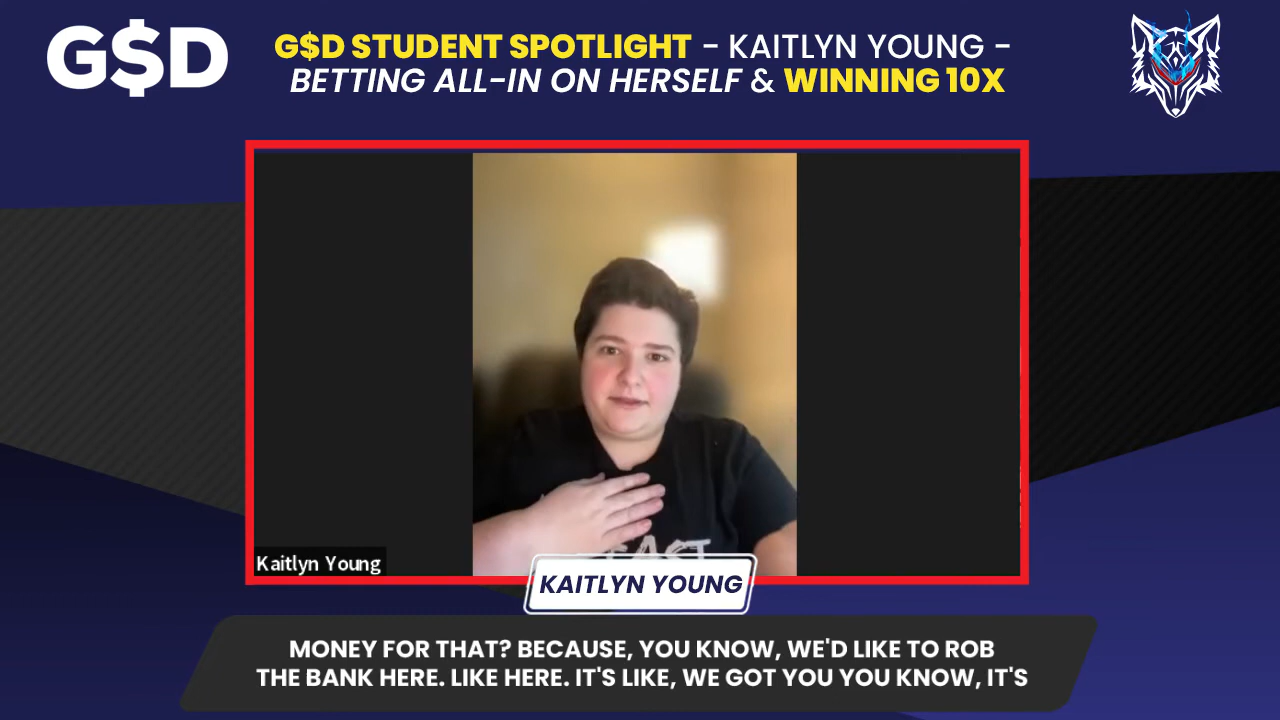 G$D
G$D STUDENT SPOTLIGHT – KAITLYN YOUNG –
BETTING ALL-IN ON HERSELF & WINNING 10X
Kaitlyn Young
KAITLYN YOUNG
MONEY FOR THAT? BECAUSE, YOU KNOW, WE'D LIKE TO ROB
THE BANK HERE. LIKE HERE. IT'S LIKE, WE GOT YOU YOU KNOW, IT'S